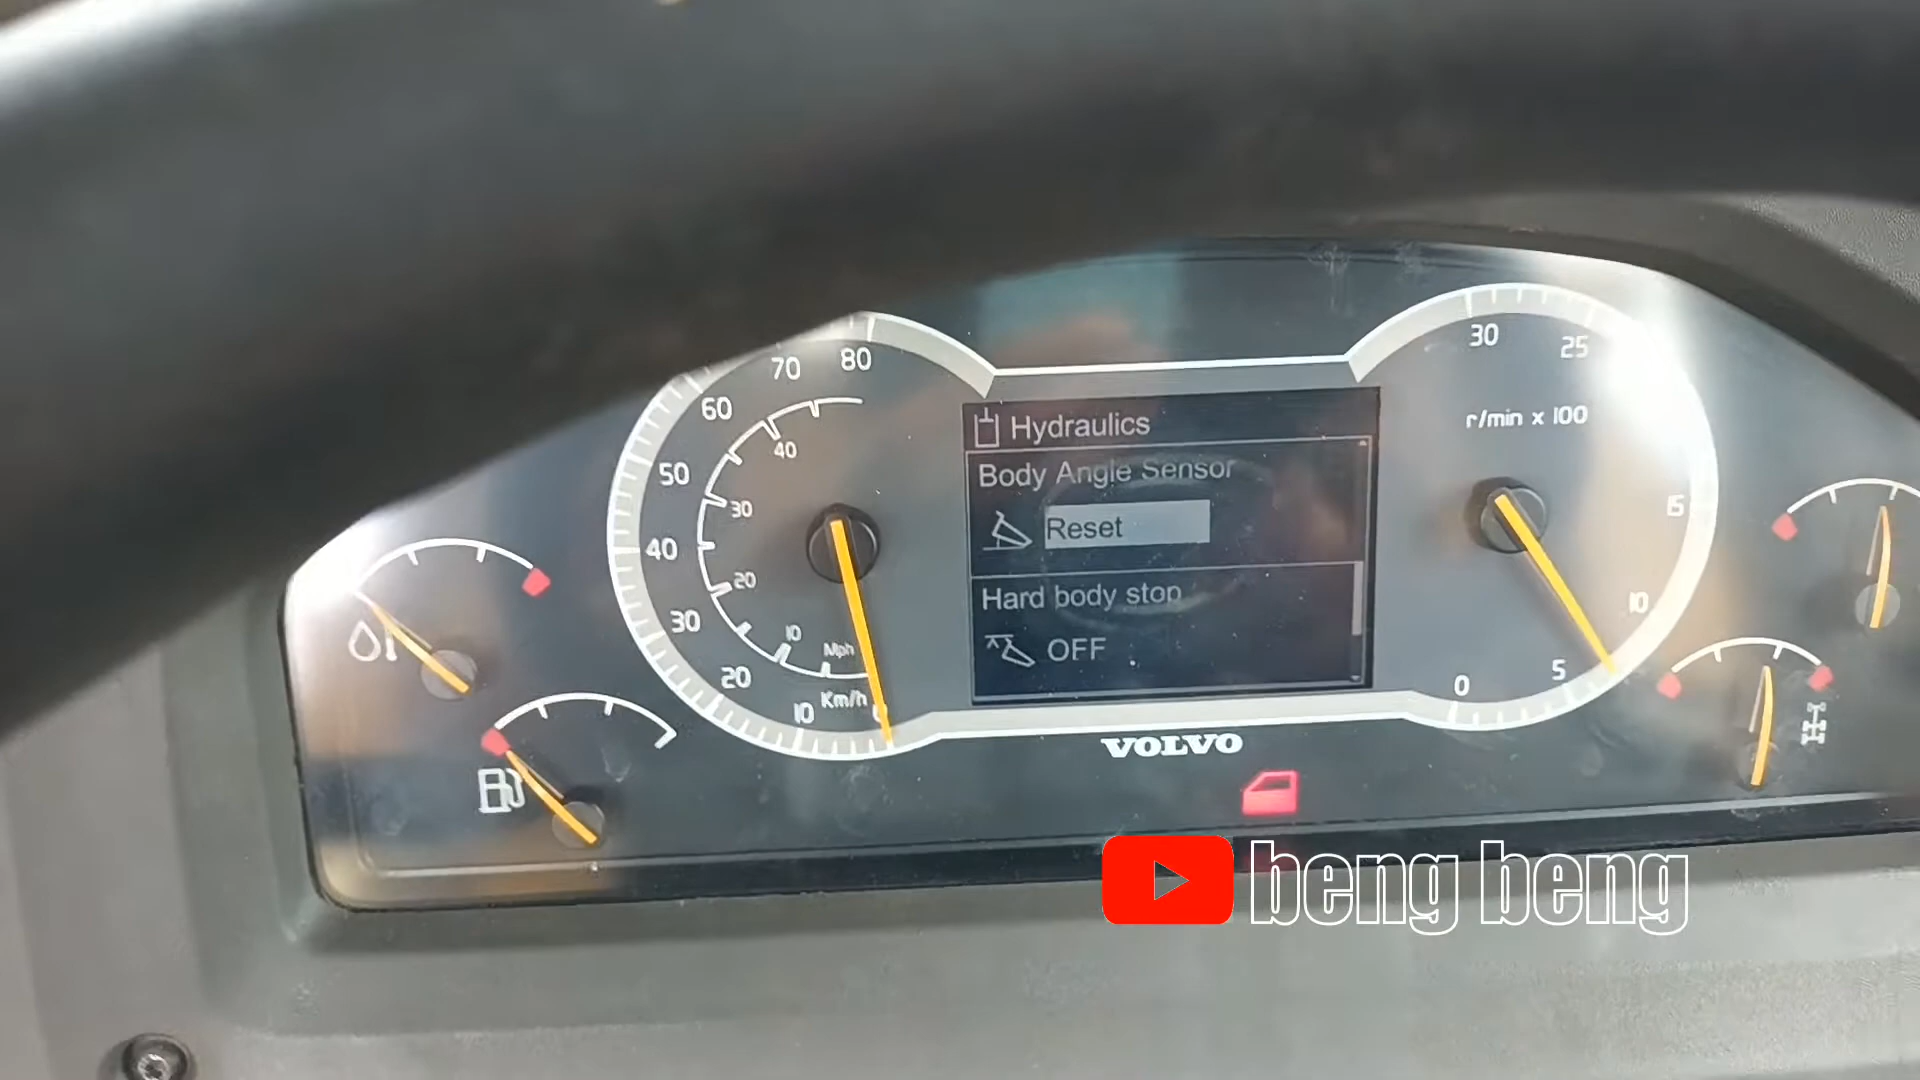 Hydraulics
Body Angle Sensor
Reset
Hard body stop
OFF
80
70
60
50
40
30
20
10
0
40
30
20
10
Mph
Km/h
30
25
r/min x 100
15
10
5
0
VOLVO
beng beng